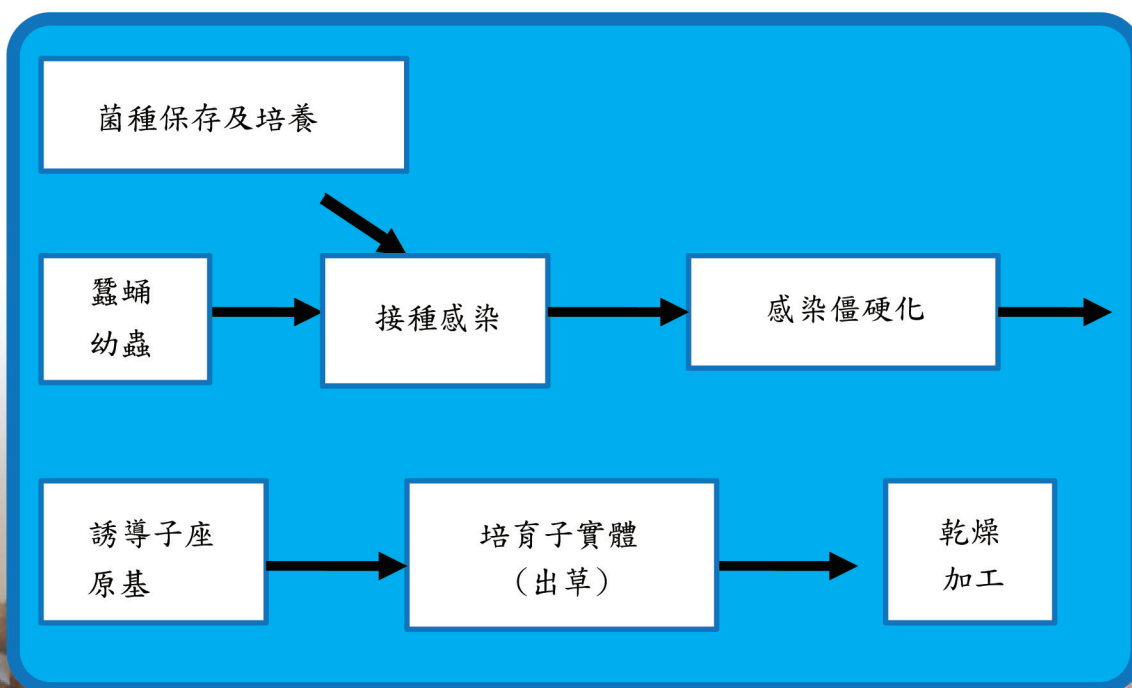 菌種保存及培養
蠶蛹
幼蟲
接種感染
感染僵硬化
誘導子座
原基
培育子實體
（出草）
乾燥
加工